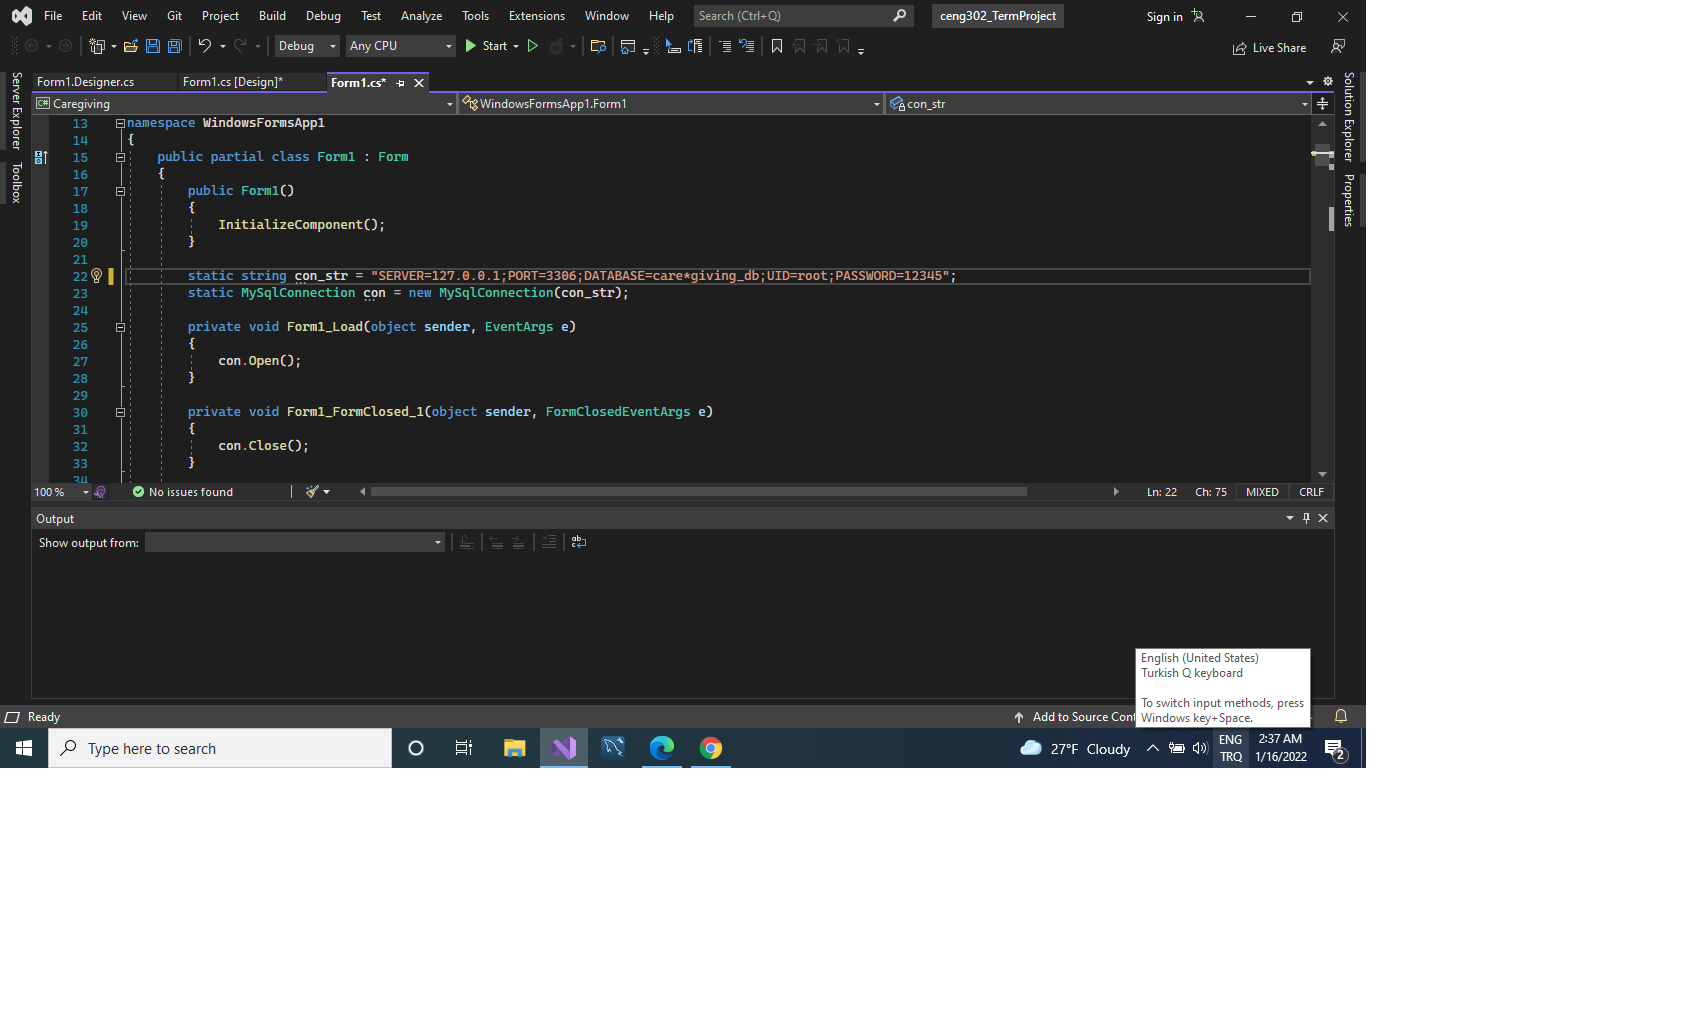 File Edit View Git Project Build Debug Test Analyze Tools Extensions Window Help Search (Ctrl+Q) ceng302_TermProject Sign in
Debug Any CPU Start Live Share
Form1.Designer.cs Form1.cs [Design]* Form1.cs*
C# Caregiving WindowsFormsApp1.Form1 con_str
Server Explorer
Toolbox
Solution Explorer
Properties
13 namespace WindowsFormsApp1
14 {
15 public partial class Form1 : Form
16 {
17 public Form1()
18 {
19 InitializeComponent();
20 }
21
22 static string con_str = "SERVER=127.0.0.1;PORT=3306;DATABASE=care*giving_db;UID=root;PASSWORD=12345";
23 static MySqlConnection con = new MySqlConnection(con_str);
24
25 private void Form1_Load(object sender, EventArgs e)
26 {
27 con.Open();
28 }
29
30 private void Form1_FormClosed_1(object sender, FormClosedEventArgs e)
31 {
32 con.Close();
33 }
34
100 % No issues found Ln: 22 Ch: 75 MIXED CRLF
Output
Show output from:
English (United States)
Turkish Q keyboard
To switch input methods, press
Windows key+Space.
Ready Add to Source Cont
Type here to search 27°F Cloudy ENG 2:37 AM
TRQ 1/16/2022 2